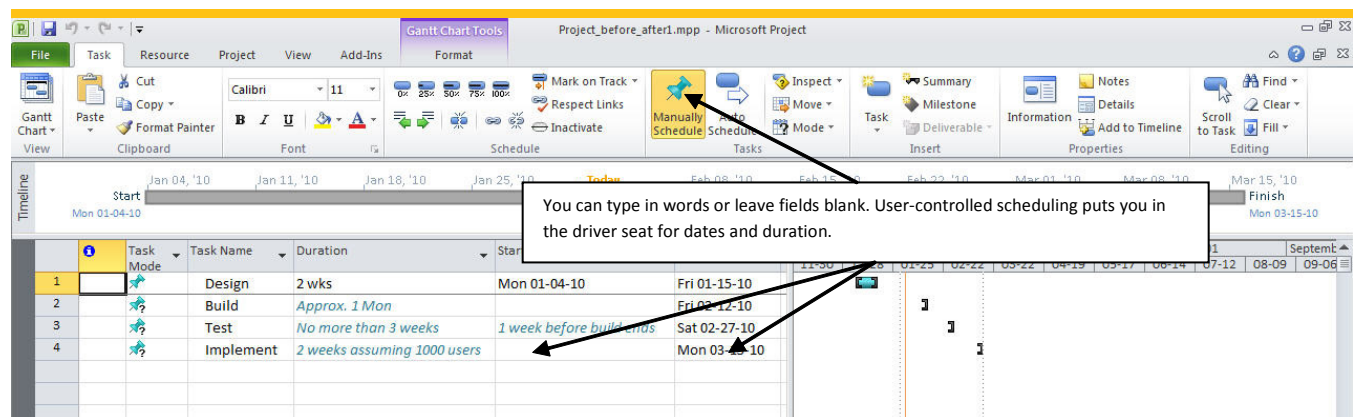 Gantt Chart Tools Project_before_after1.mpp - Microsoft Project
File Task Resource Project View Add-Ins Format
Cut Calibri 11 0% 25% 50% 75% 100% Mark on Track Inspect Summary Notes Find
Copy Respect Links Move Milestone Details Clear
Gantt Chart Paste Format Painter B I U A Inactivate Manually Schedule Auto Schedule Mode Task Deliverable Information Add to Timeline Scroll to Task Fill
View Clipboard Font Schedule Tasks Insert Properties Editing
Timeline
Jan 04, '10 Jan 11, '10 Jan 18, '10 Jan 25, '10 Today Feb 08, '10 Feb 15, '10 Feb 22, '10 Mar 01, '10 Mar 08, '10 Mar 15, '10
Start Finish
Mon 01-04-10 Mon 03-15-10
You can type in words or leave fields blank. User-controlled scheduling puts you in
the driver seat for dates and duration.
Task Mode Task Name Duration Star Septemb
11-30 01-25 02-22 03-22 04-19 05-17 06-14 07-12 08-09 09-06
1 Design 2 wks Mon 01-04-10 Fri 01-15-10
2 Build Approx. 1 Mon Fri 02-12-10
3 Test No more than 3 weeks 1 week before build ends Sat 02-27-10
4 Implement 2 weeks assuming 1000 users Mon 03-15-10